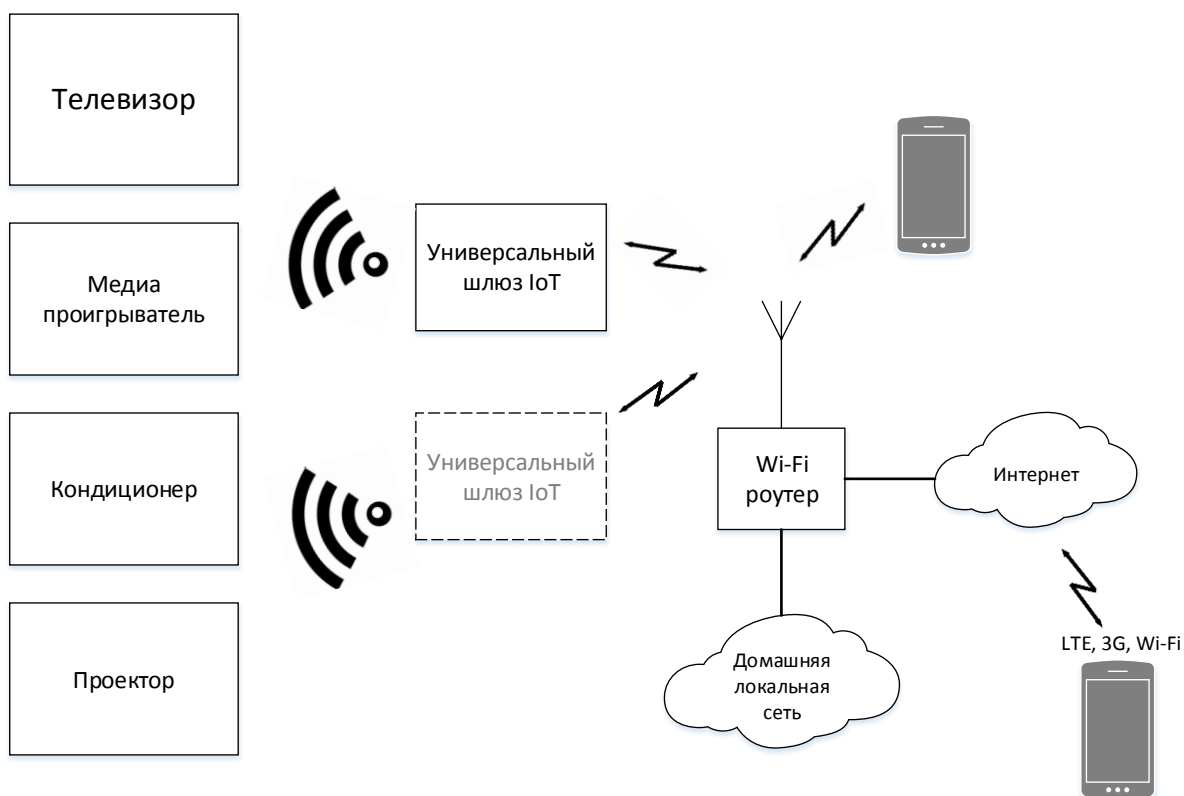 Телевизор
Медиа
проигрыватель
Кондиционер
Проектор
Универсальный
шлюз IoT
Универсальный
шлюз IoT
Wi-Fi
роутер
Интернет
Домашняя
локальная
сеть
LTE, 3G, Wi-Fi